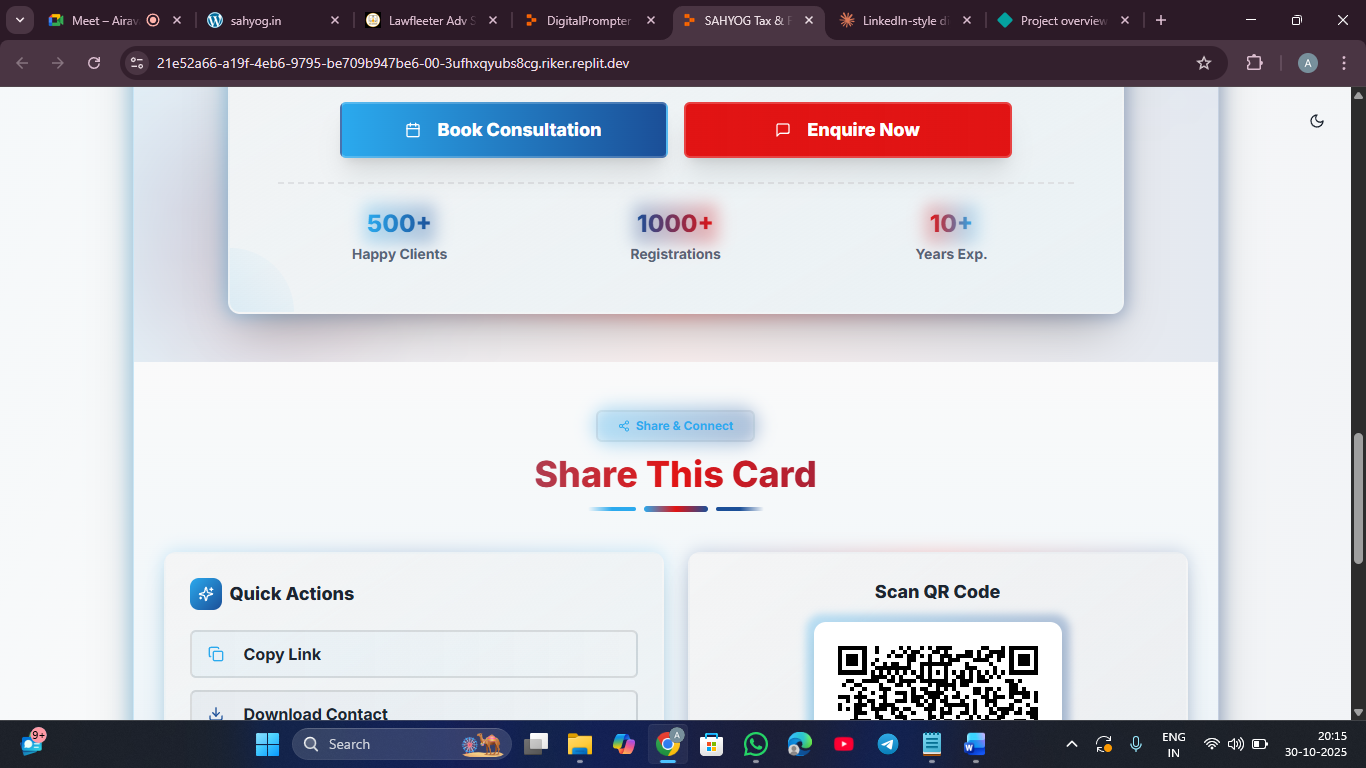 Meet – Airav
sahyog.in
Lawfleeter Adv S
DigitalPrompter
SAHYOG Tax & F
LinkedIn-style di
Project overview
21e52a66-a19f-4eb6-9795-be709b947be6-00-3ufhxqyubs8cg.riker.replit.dev
A
Book Consultation
Enquire Now
500+
1000+
10+
Happy Clients
Registrations
Years Exp.
Share & Connect
Share This Card
Quick Actions
Scan QR Code
Copy Link
Download Contact
9+
Search
A
ENG
IN
20:15
30-10-2025